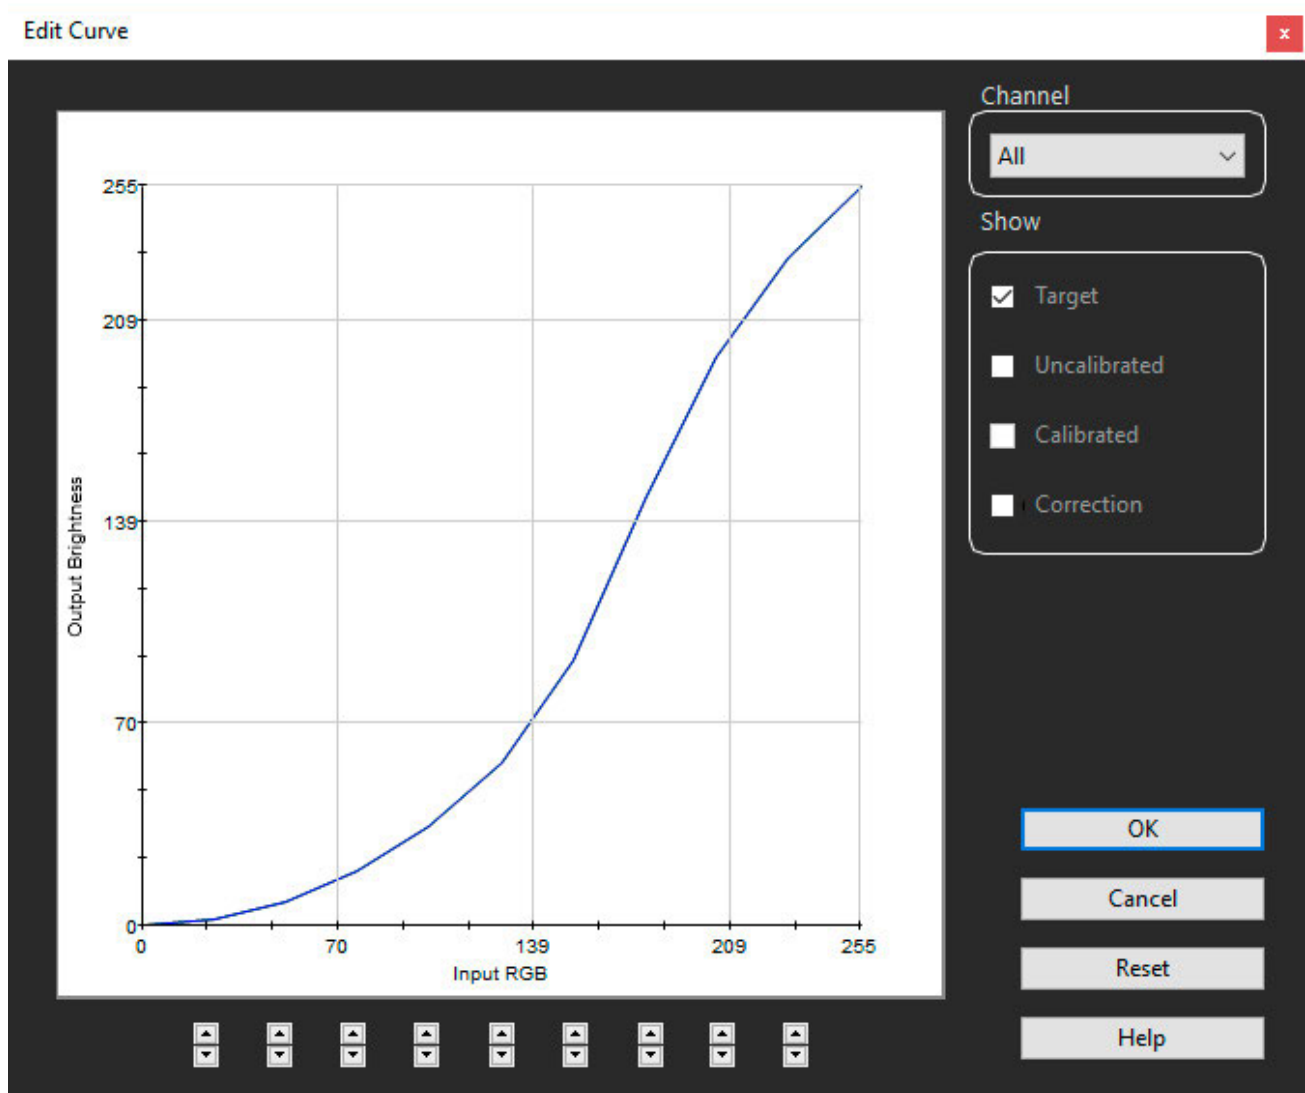 Edit Curve
x
Channel
All
Show
Target
Uncalibrated
Calibrated
Correction
255
209
139
70
0
Output Brightness
0 70 139 209 255
Input RGB
OK
Cancel
Reset
Help